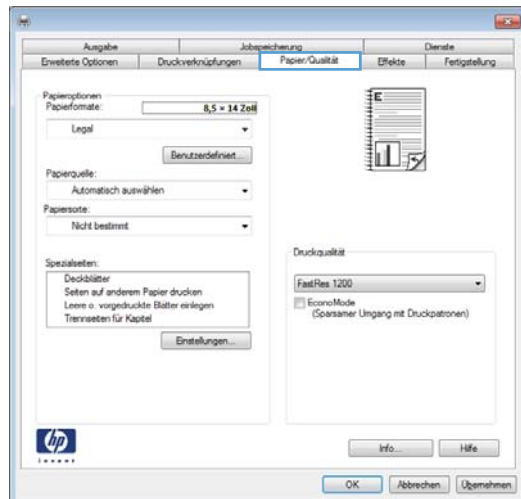 Ausgabe
Jobspeicherung
Dienste
Erweiterte Optionen
Druckverknüpfungen
Papier/Qualität
Effekte
Fertigstellung
Papieroptionen
Papierformate:
8,5 × 14 Zoll
Legal
Benutzerdefiniert...
Papierquelle:
Automatisch auswählen
Papiersorte:
Nicht bestimmt
Spezialseiten:
Deckblätter
Seiten auf anderem Papier drucken
Leere o. vorgedruckte Blätter einlegen
Trennseiten für Kapitel
Einstellungen...
E
Druckqualität
FastRes 1200
EconoMode
(Sparsamer Umgang mit Druckpatronen)
hp
invent
Info...
Hilfe
OK
Abbrechen
Übernehmen